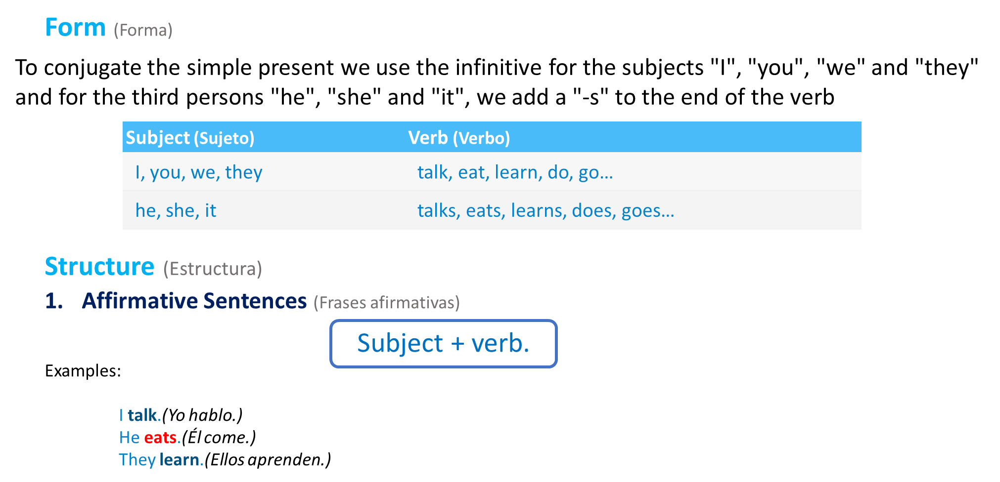 Form (Forma)
To conjugate the simple present we use the infinitive for the subjects "I", "you", "we" and "they"
and for the third persons "he", "she" and "it", we add a "-s" to the end of the verb
Subject (Sujeto) Verb (Verbo)
I, you, we, they talk, eat, learn, do, go...
he, she, it talks, eats, learns, does, goes...
Structure (Estructura)
1. Affirmative Sentences (Frases afirmativas)
Subject + verb.
Examples:
I talk.(Yo hablo.)
He eats.(Él come.)
They learn.(Ellos aprenden.)